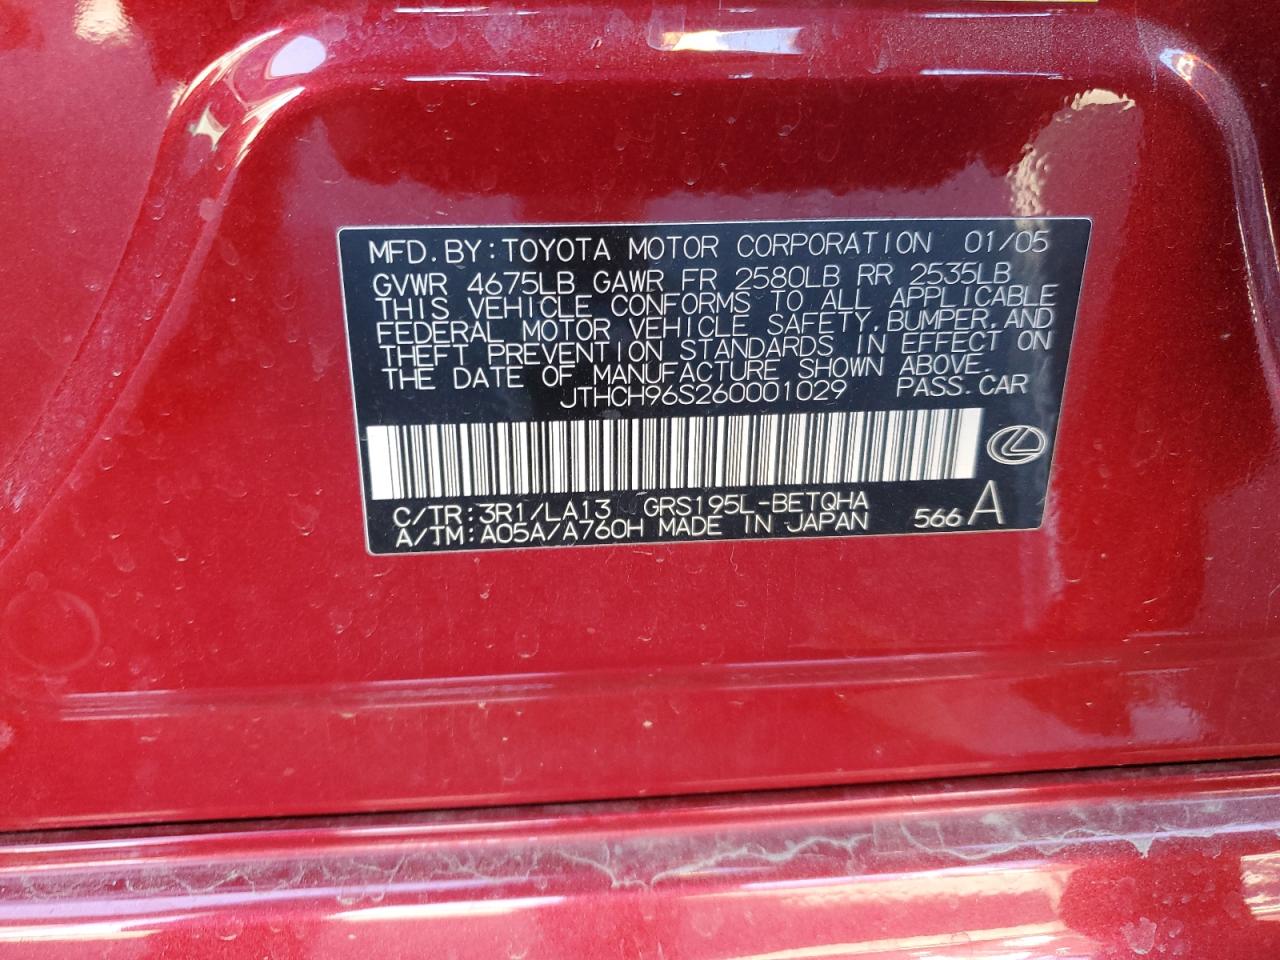 MFD. BY: TOYOTA MOTOR CORPORATION 01/05
GVWR 4675LB GAWR FR 2580LB RR 2535LB
THIS VEHICLE CONFORMS TO ALL APPLICABLE
FEDERAL MOTOR VEHICLE SAFETY, BUMPER, AND
THEFT PREVENTION STANDARDS IN EFFECT ON
THE DATE OF MANUFACTURE SHOWN ABOVE.
JTHCH96S260001029 PASS. CAR
C/TR: 3R1/LA13 GRS195L-BETQHA
A/TM: A05A/A760H MADE IN JAPAN 566 A